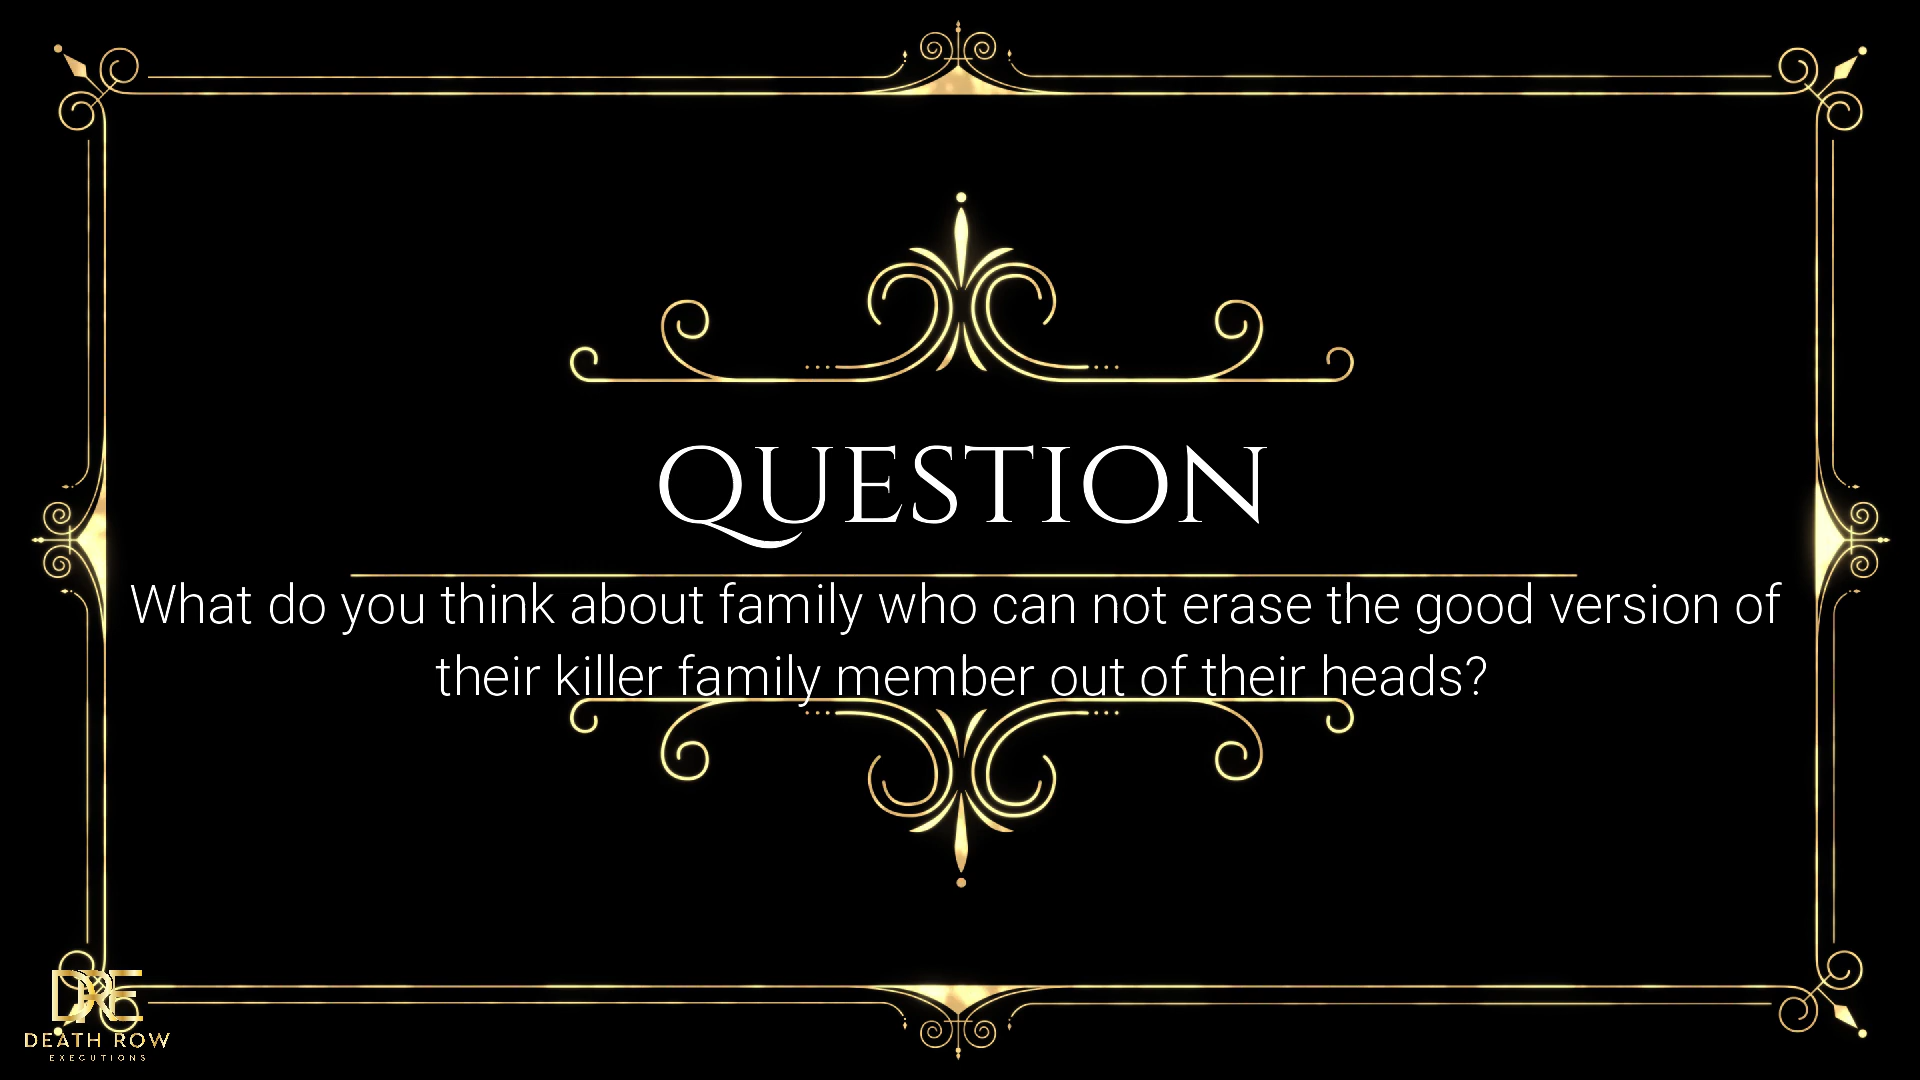 QUESTION
What do you think about family who can not erase the good version of
their killer family member out of their heads?
DRE
DEATH ROW
EXECUTIONS